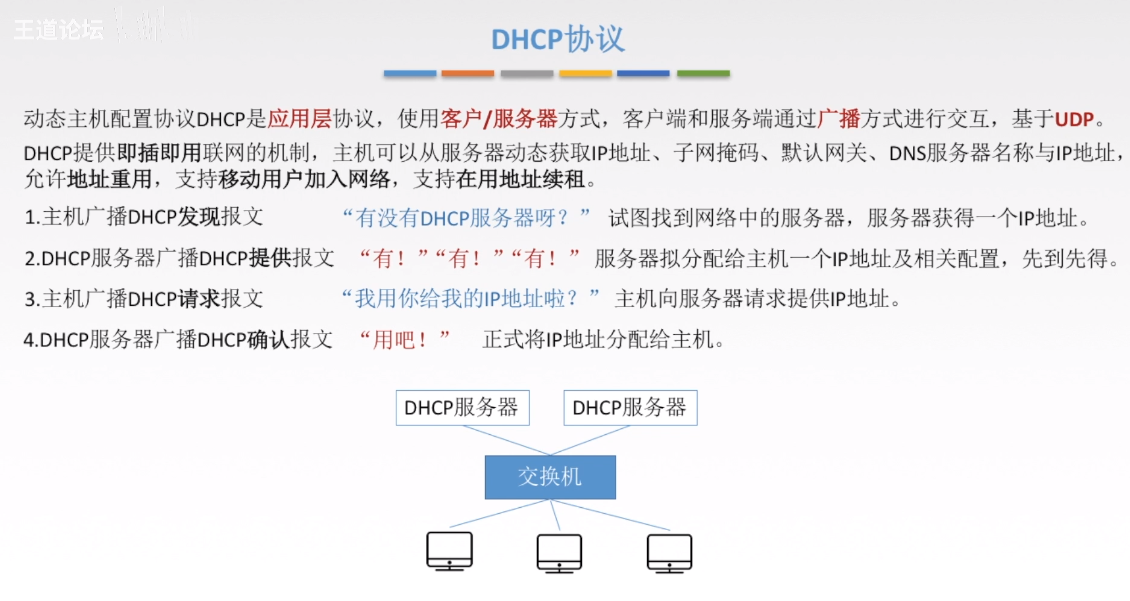 王道论坛
DHCP协议
动态主机配置协议DHCP是应用层协议，使用客户/服务器方式，客户端和服务端通过广播方式进行交互，基于UDP。
DHCP提供即插即用联网的机制，主机可以从服务器动态获取IP地址、子网掩码、默认网关、DNS服务器名称与IP地址，
允许地址重用，支持移动用户加入网络，支持在用地址续租。
1.主机广播DHCP发现报文 “有没有DHCP服务器呀？” 试图找到网络中的服务器，服务器获得一个IP地址。
2.DHCP服务器广播DHCP提供报文 “有！”“有！”“有！” 服务器拟分配给主机一个IP地址及相关配置，先到先得。
3.主机广播DHCP请求报文 “我用你给我的IP地址啦？” 主机向服务器请求提供IP地址。
4.DHCP服务器广播DHCP确认报文 “用吧！” 正式将IP地址分配给主机。
DHCP服务器 DHCP服务器
交换机